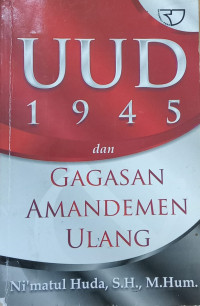 UUD
1945
dan
GAGASAN
AMANDEMEN
ULANG
Ni'matul Huda, S.H., M.Hum.